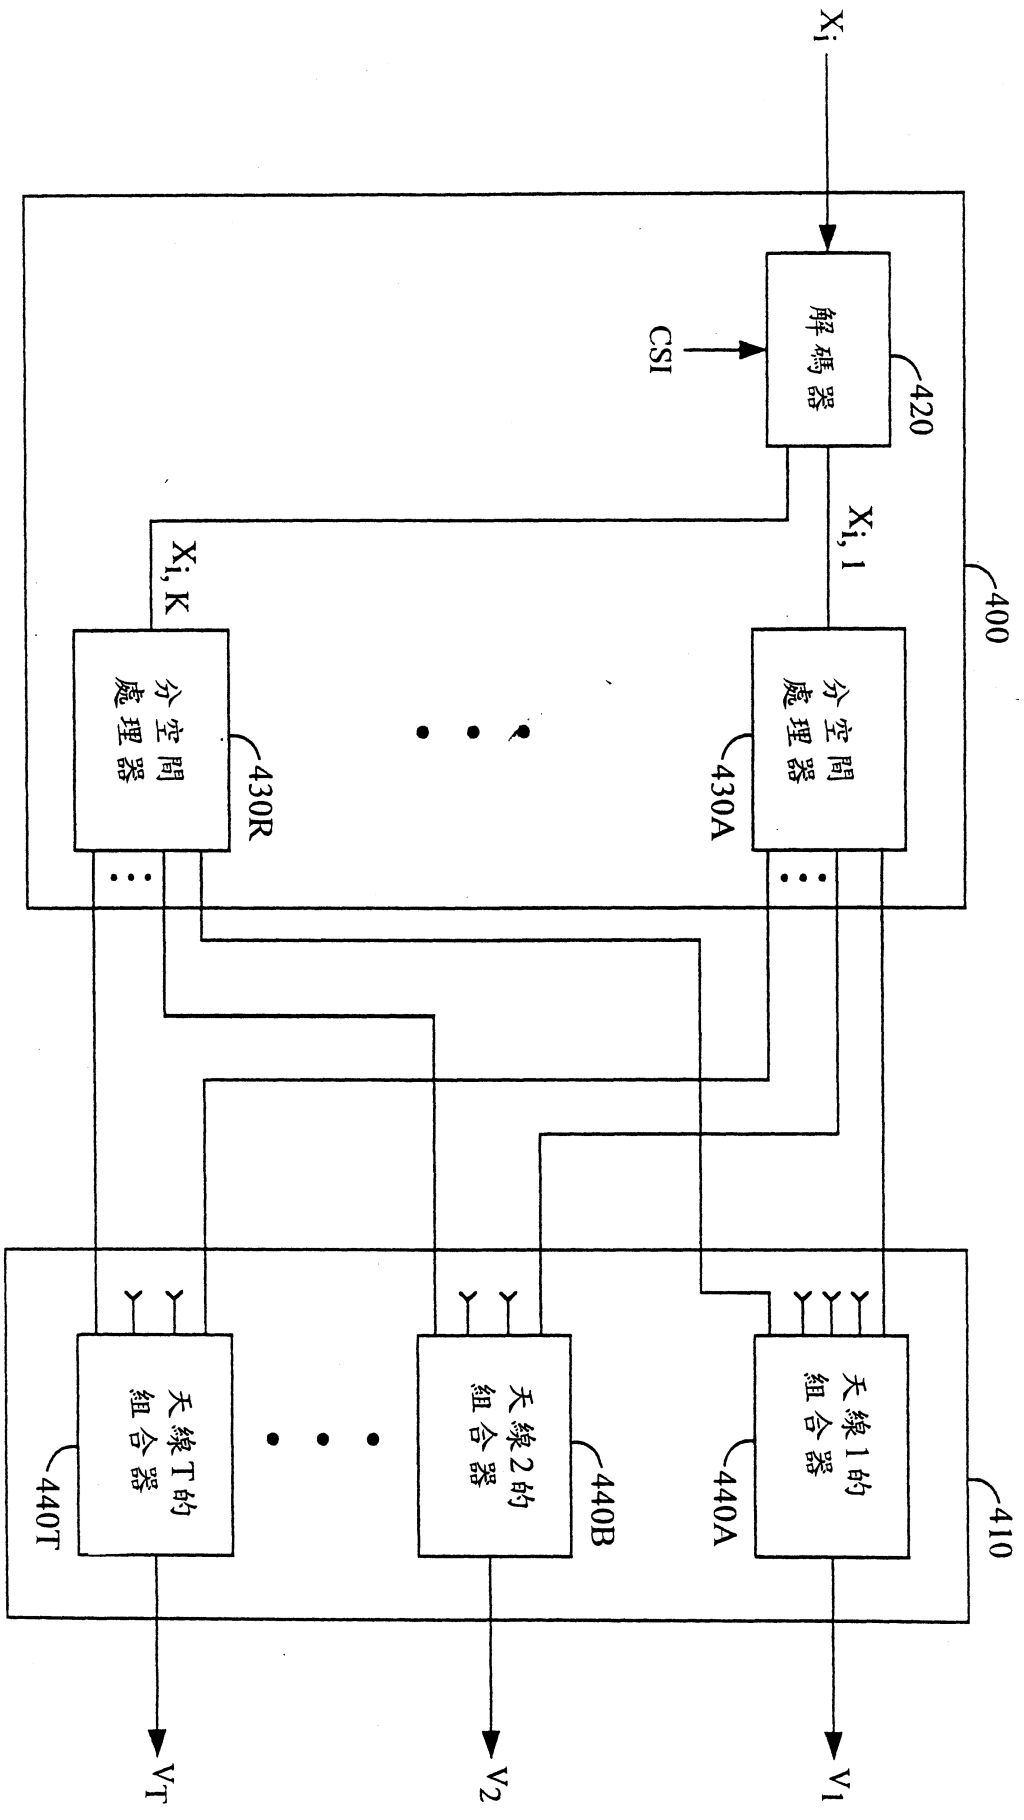 Xi
解碼器
420
CSI
Xi, 1
Xi, K
400
分空間
處理器
430A
分空間
處理器
430R
410
天線1的
組合器
440A
天線2的
組合器
440B
天線T的
組合器
440T
V1
V2
VT